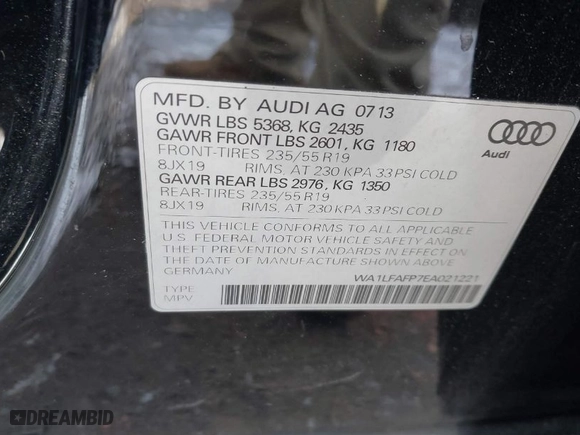 MFD. BY AUDI AG 07 13
GVWR LBS 5368, KG 2435
GAWR FRONT LBS 2601, KG 1180
FRONT-TIRES 235/55 R19
8JX19 RIMS, AT 230 KPA 33 PSI COLD
GAWR REAR LBS 2976, KG 1350
REAR-TIRES 235/55 R19
8JX19 RIMS, AT 230 KPA 33 PSI COLD
THIS VEHICLE CONFORMS TO ALL APPLICABLE
U.S. FEDERAL MOTOR VEHICLE SAFETY AND
THEFT PREVENTION STANDARDS IN EFFECT ON
THE DATE OF MANUFACTURE SHOWN ABOVE
GERMANY
WA1LFAFP7EA021221
TYPE
MPV
Audi
DREAMBID